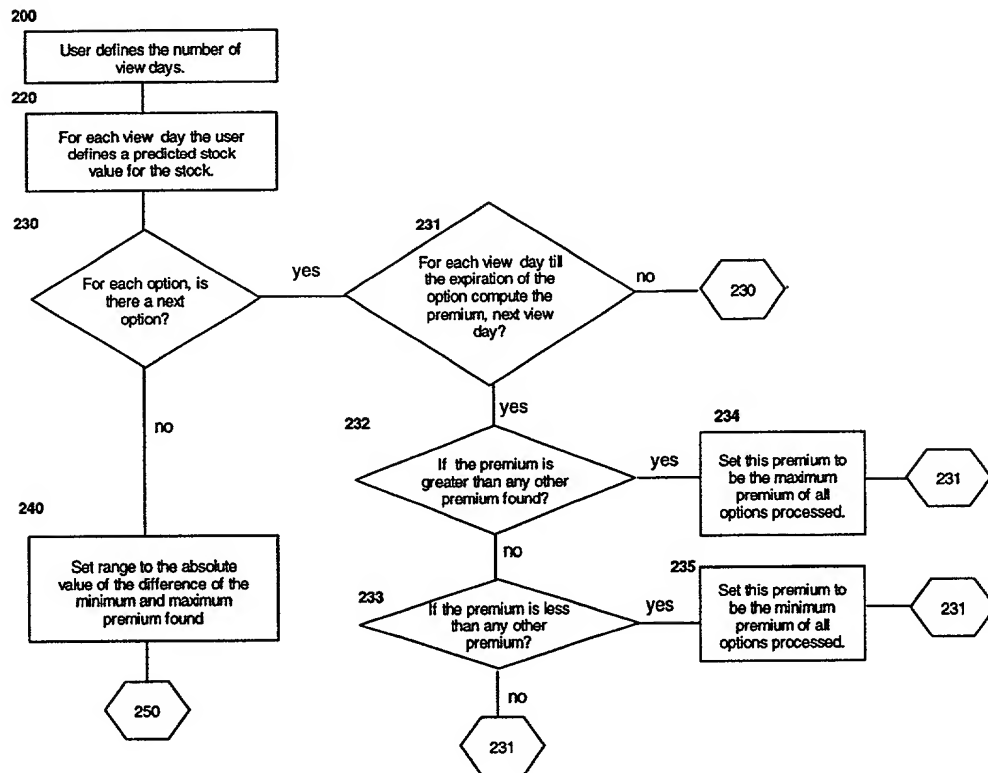 200
User defines the number of
view days.
220
For each view day the user
defines a predicted stock
value for the stock.
230
For each option, is
there a next
option?
yes
231
For each view day till
the expiration of the
option compute the
premium, next view
day?
no
230
no
yes
232
If the premium is
greater than any other
premium found?
yes
234
Set this premium to
be the maximum
premium of all
options processed.
231
240
Set range to the absolute
value of the difference of the
minimum and maximum
premium found
no
233
If the premium is less
than any other
premium?
yes
235
Set this premium to
be the minimum
premium of all
options processed.
231
250
no
231